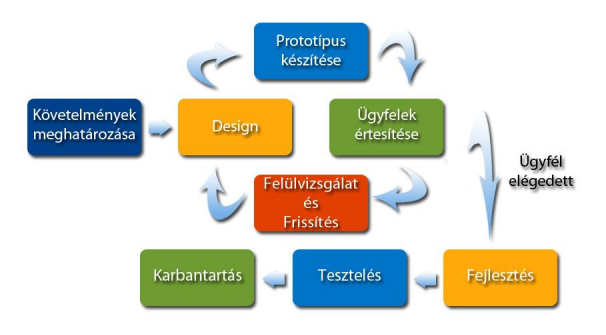 Prototípus
készítése
Követelmények
meghatározása
Design
Ügyfelek
értesítése
Ügyfél
elégedett
Felülvizsgálat
és
Frissítés
Karbantartás
Tesztelés
Fejlesztés